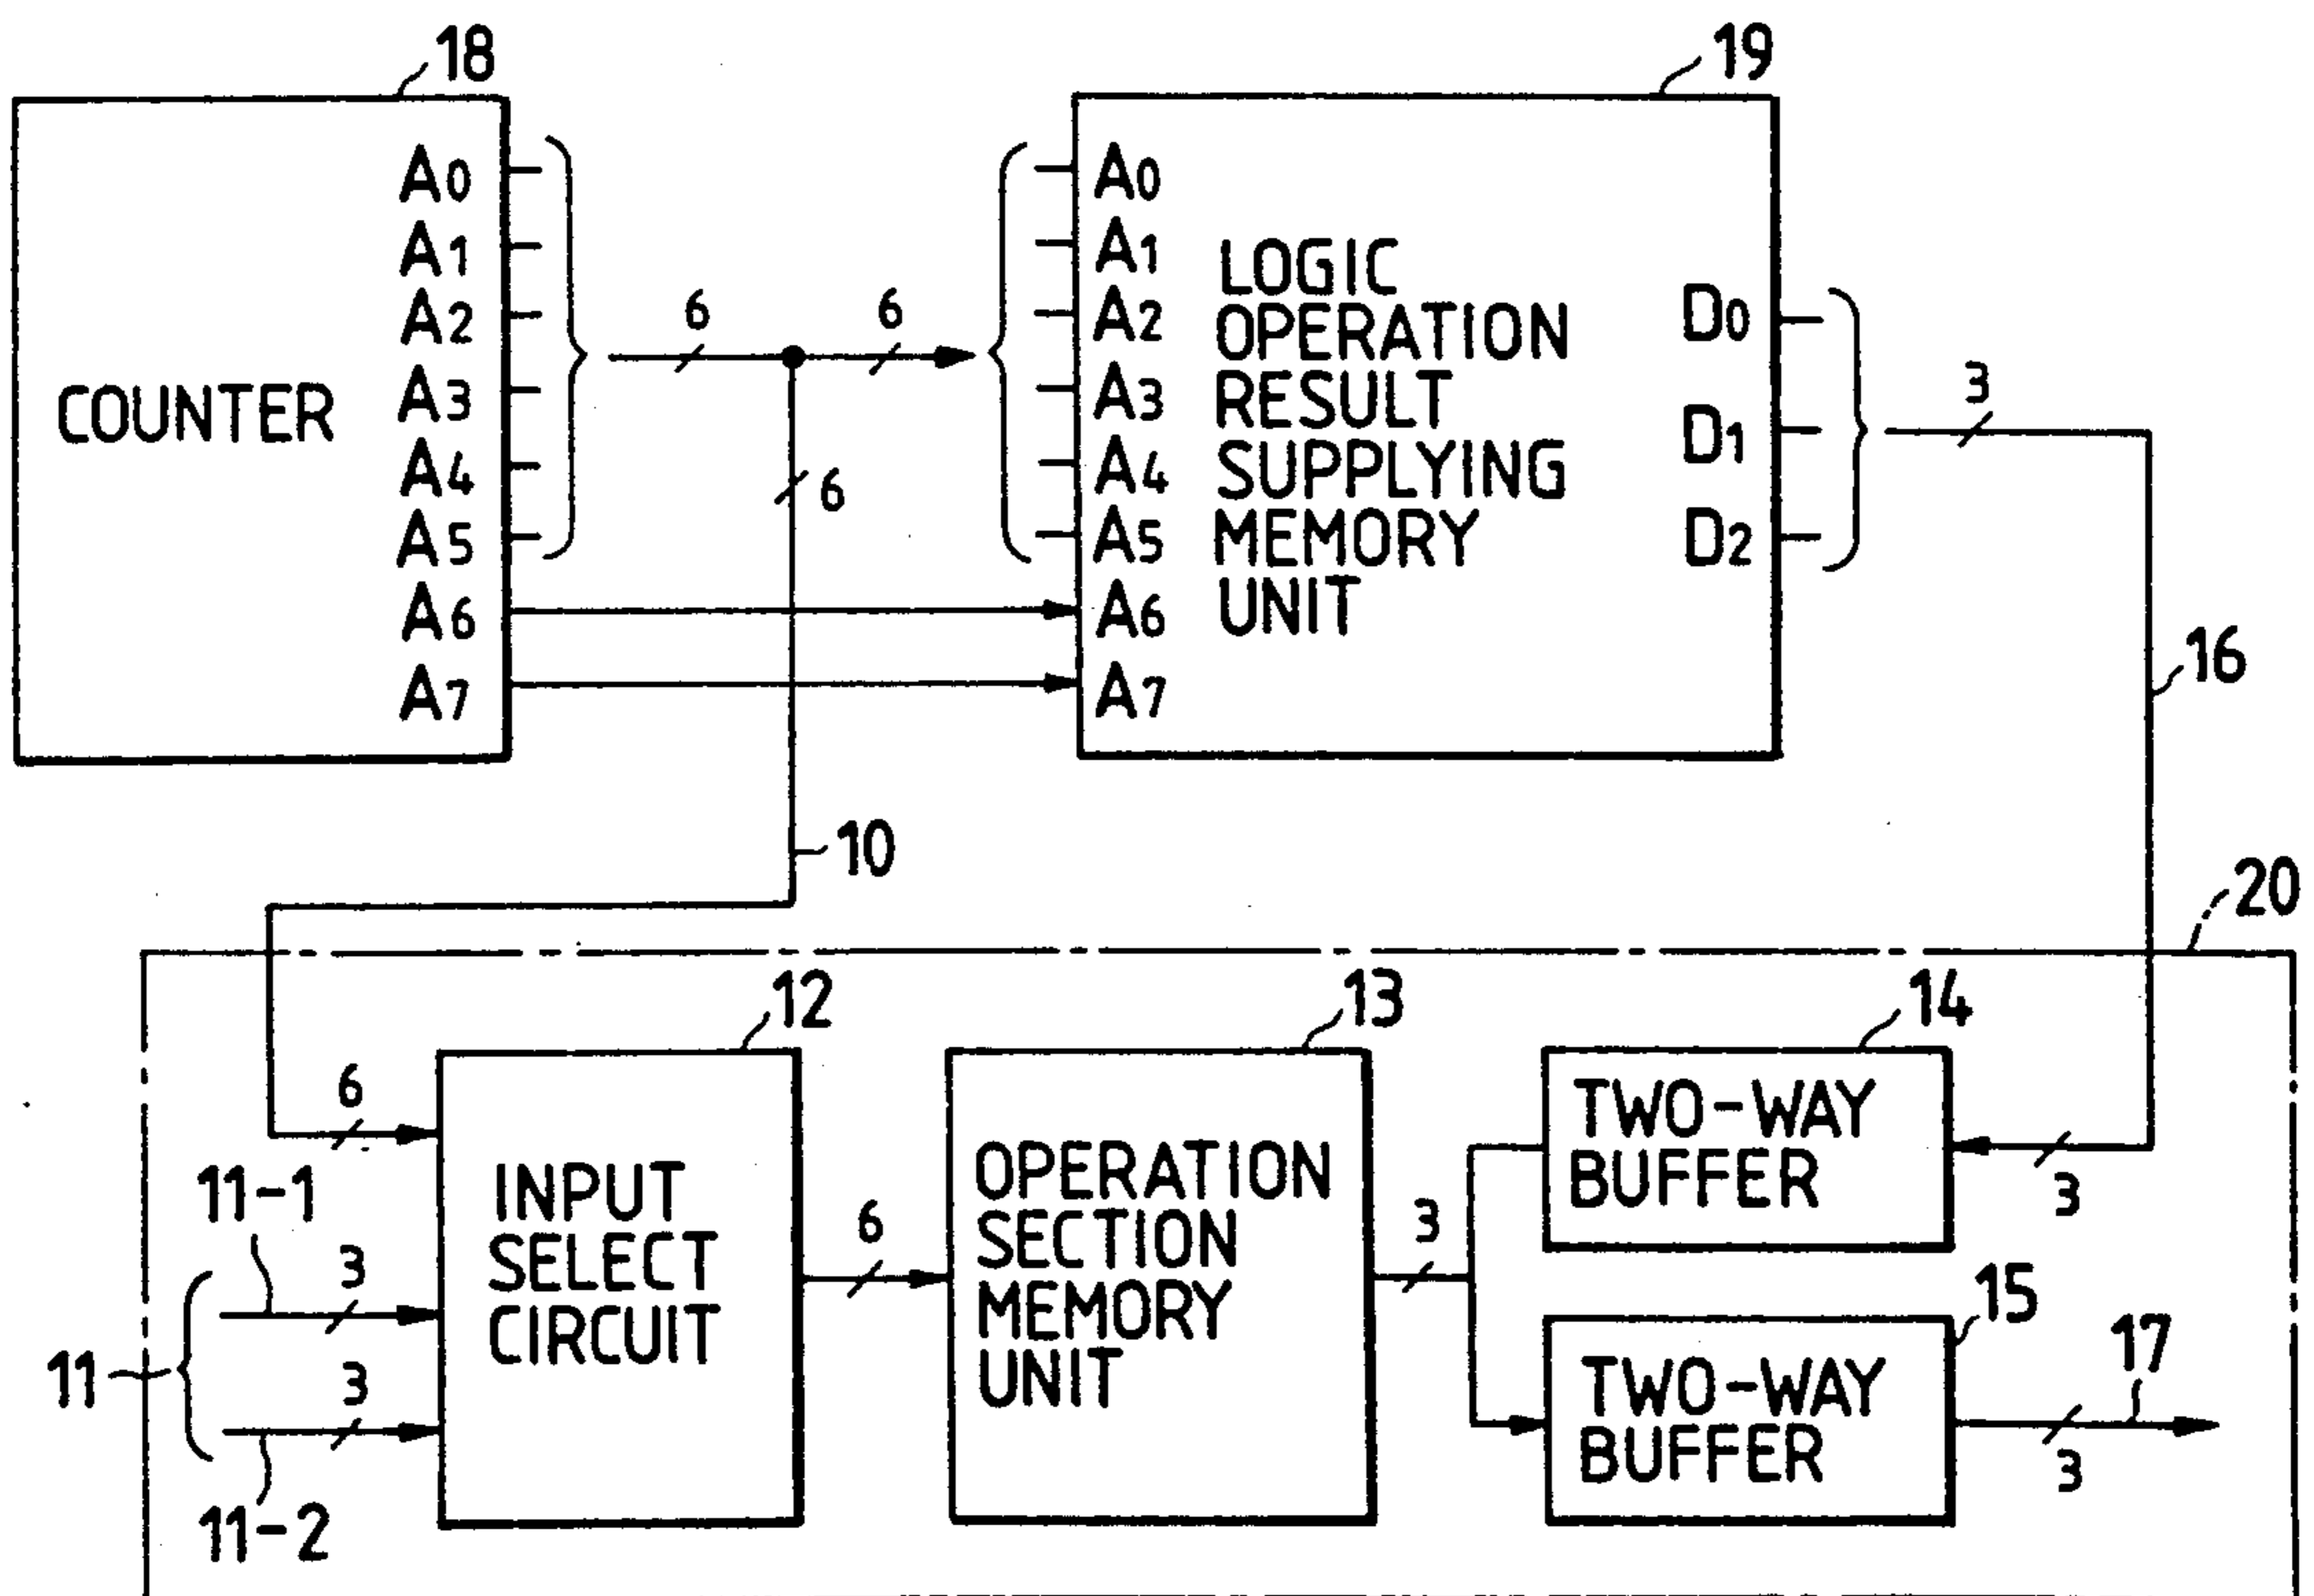 18
19
COUNTER
A0
A1
A2
A3
A4
A5
A6
A7
6
6
6
A0
A1
A2
A3
A4
A5
A6
A7
LOGIC
OPERATION
RESULT
SUPPLYING
MEMORY
UNIT
D0
D1
D2
3
16
10
20
12
13
14
6
11-1
3
11
3
11-2
INPUT
SELECT
CIRCUIT
6
OPERATION
SECTION
MEMORY
UNIT
3
TWO-WAY
BUFFER
3
15
TWO-WAY
BUFFER
17
3